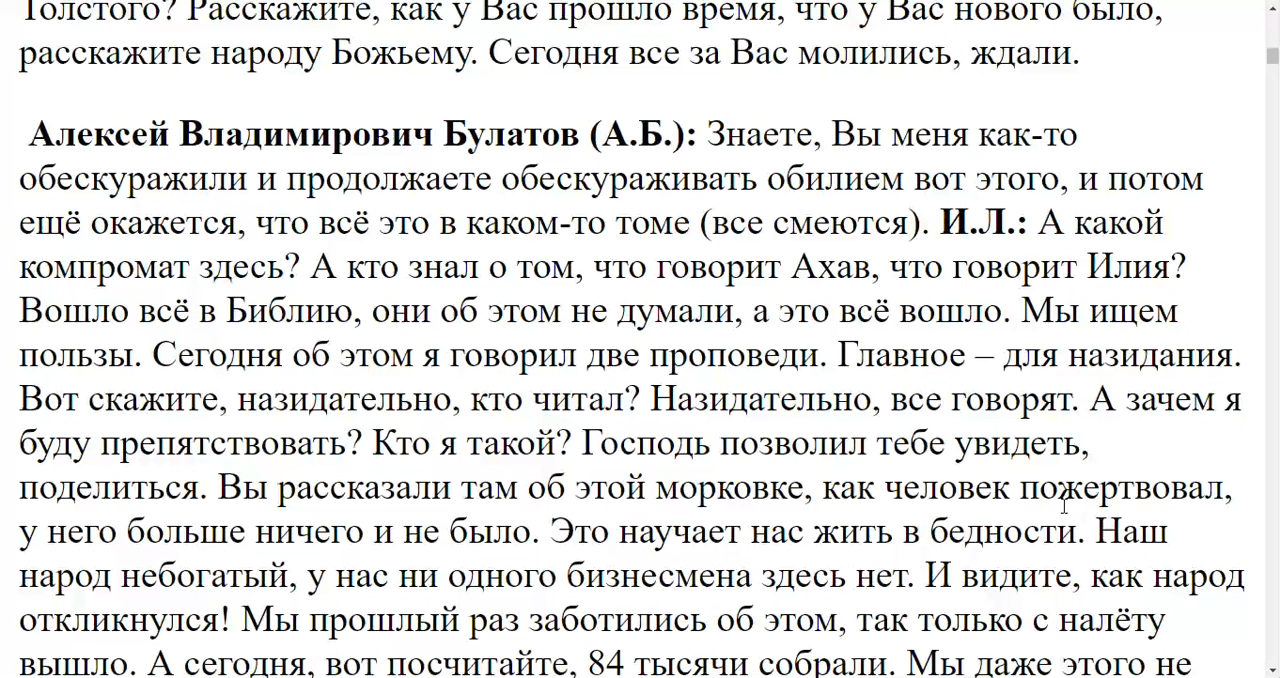 Толстого? Расскажите, как у Вас прошло время, что у Вас нового было,
расскажите народу Божьему. Сегодня все за Вас молились, ждали.
Алексей Владимирович Булатов (А.Б.): Знаете, Вы меня как-то
обескуражили и продолжаете обескураживать обилием вот этого, и потом
ещё окажется, что всё это в каком-то томе (все смеются). И.Л.: А какой
компромат здесь? А кто знал о том, что говорит Ахав, что говорит Илия?
Вошло всё в Библию, они об этом не думали, а это всё вошло. Мы ищем
пользы. Сегодня об этом я говорил две проповеди. Главное – для назидания.
Вот скажите, назидательно, кто читал? Назидательно, все говорят. А зачем я
буду препятствовать? Кто я такой? Господь позволил тебе увидеть,
поделиться. Вы рассказали там об этой морковке, как человек пожертвовал,
у него больше ничего и не было. Это научает нас жить в бедности. Наш
народ небогатый, у нас ни одного бизнесмена здесь нет. И видите, как народ
откликнулся! Мы прошлый раз заботились об этом, так только с налёту
вышло. А сегодня, вот посчитайте, 84 тысячи собрали. Мы даже этого не